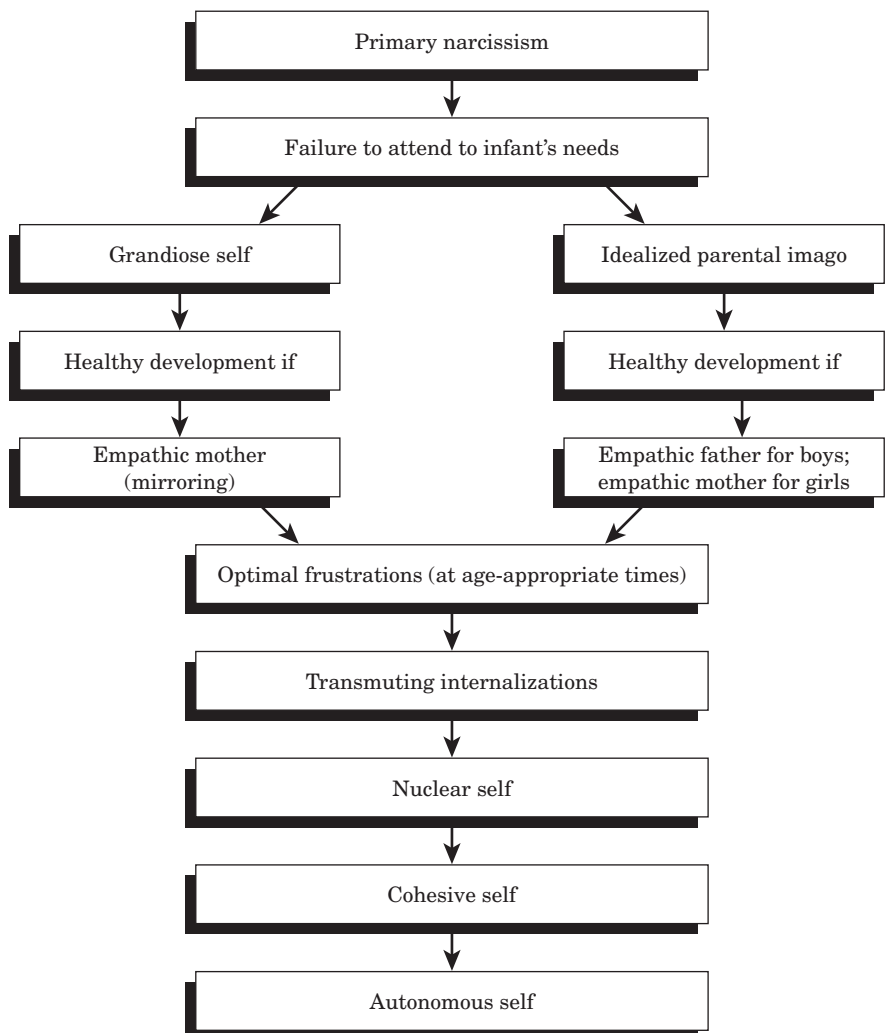 Primary narcissism
Failure to attend to infant’s needs
Grandiose self
Idealized parental imago
Healthy development if
Healthy development if
Empathic mother
(mirroring)
Empathic father for boys;
empathic mother for girls
Optimal frustrations (at age-appropriate times)
Transmuting internalizations
Nuclear self
Cohesive self
Autonomous self